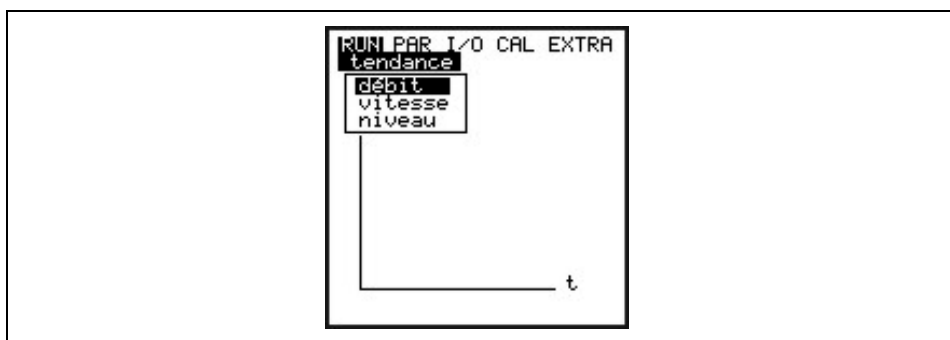 RUN PAR I/O CAL EXTRA
tendance
débit
vitesse
niveau
t